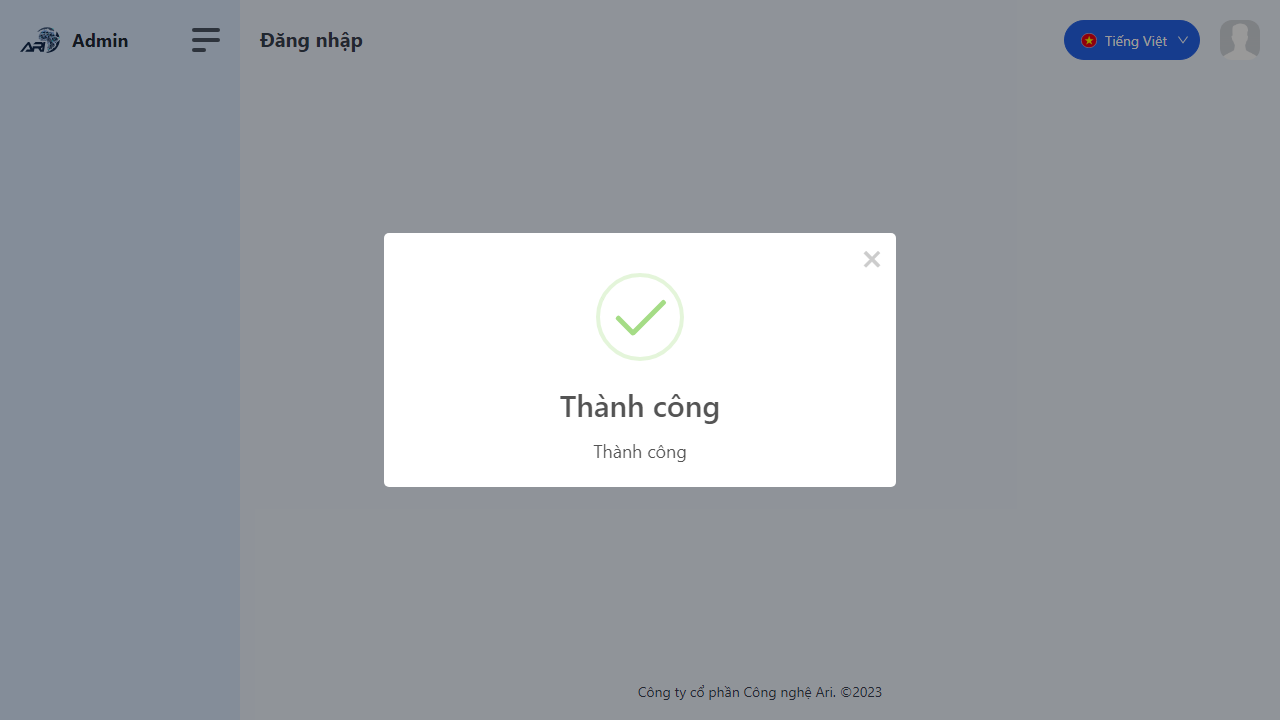 ARI
Admin
Đăng nhập
Tiếng Việt
Thành công
Thành công
Công ty cổ phần Công nghệ Ari. ©2023